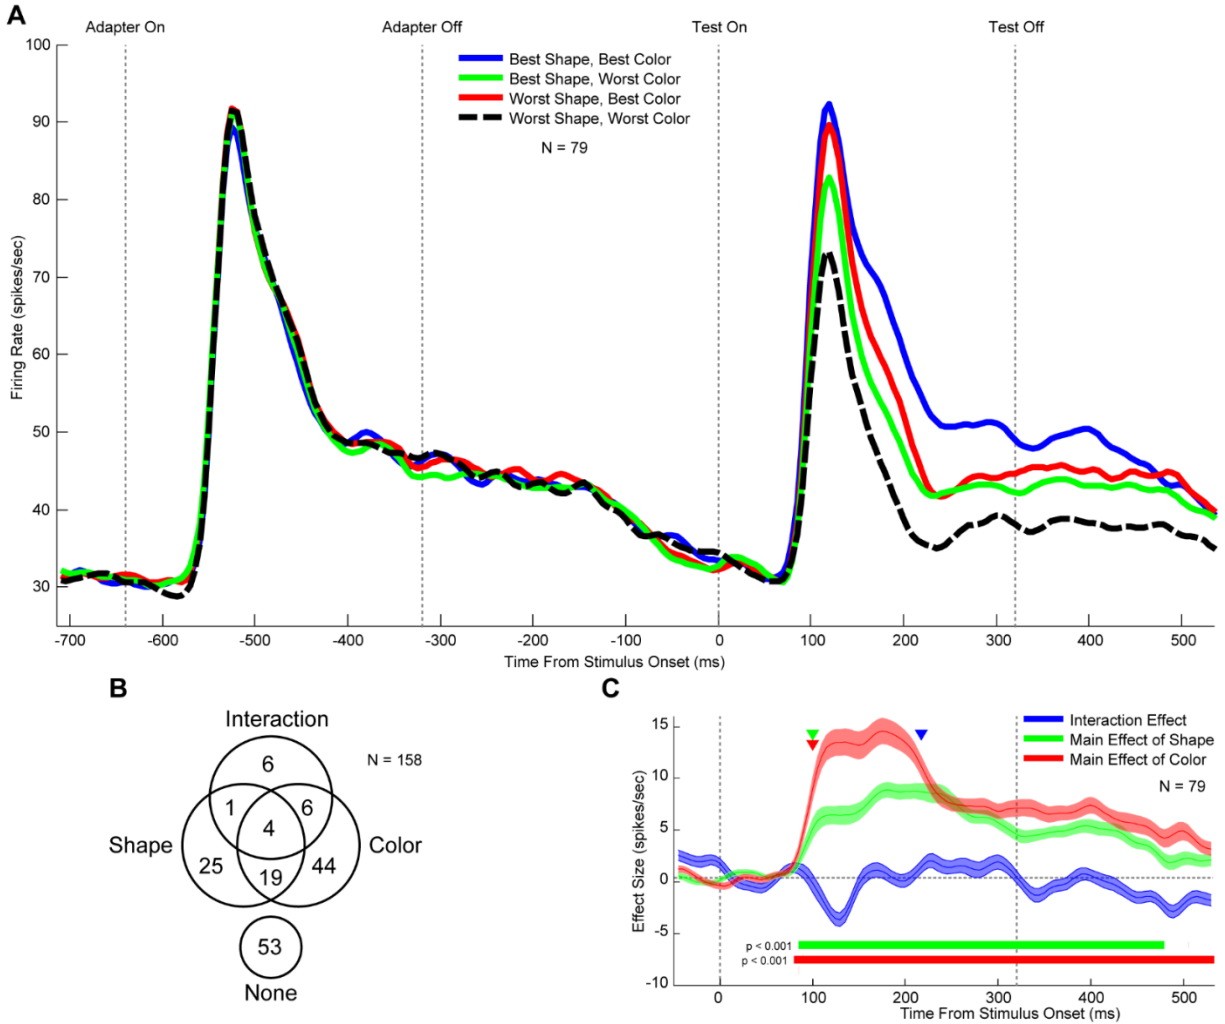 A
Adapter On
Adapter Off
Test On
Test Off
100
90
80
70
60
50
40
30
Firing Rate (spikes/sec)
Best Shape, Best Color
Best Shape, Worst Color
Worst Shape, Best Color
Worst Shape, Worst Color
N = 79
-700
-600
-500
-400
-300
-200
-100
0
100
200
300
400
500
Time From Stimulus Onset (ms)
B
Interaction
N = 158
6
1
6
4
Shape
Color
25
19
44
53
None
C
15
10
5
0
-5
-10
Effect Size (spikes/sec)
Interaction Effect
Main Effect of Shape
Main Effect of Color
N = 79
p < 0.001
p < 0.001
0
100
200
300
400
500
Time From Stimulus Onset (ms)